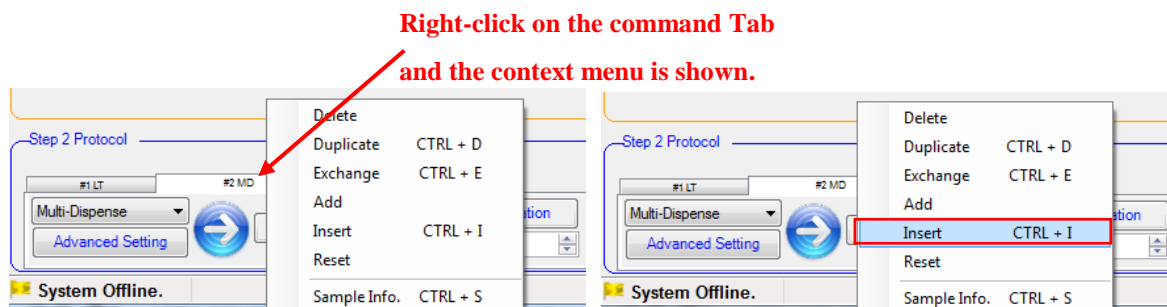 Right-click on the command Tab
and the context menu is shown.
Step 2 Protocol
#1 LT
#2 MD
Multi-Dispense
Advanced Setting
System Offline.
Delete
Duplicate CTRL + D
Exchange CTRL + E
Add
Insert CTRL + I
Reset
Sample Info. CTRL + S
Step 2 Protocol
#1 LT
#2 MD
Multi-Dispense
Advanced Setting
System Offline.
Delete
Duplicate CTRL + D
Exchange CTRL + E
Add
Insert CTRL + I
Reset
Sample Info. CTRL + S